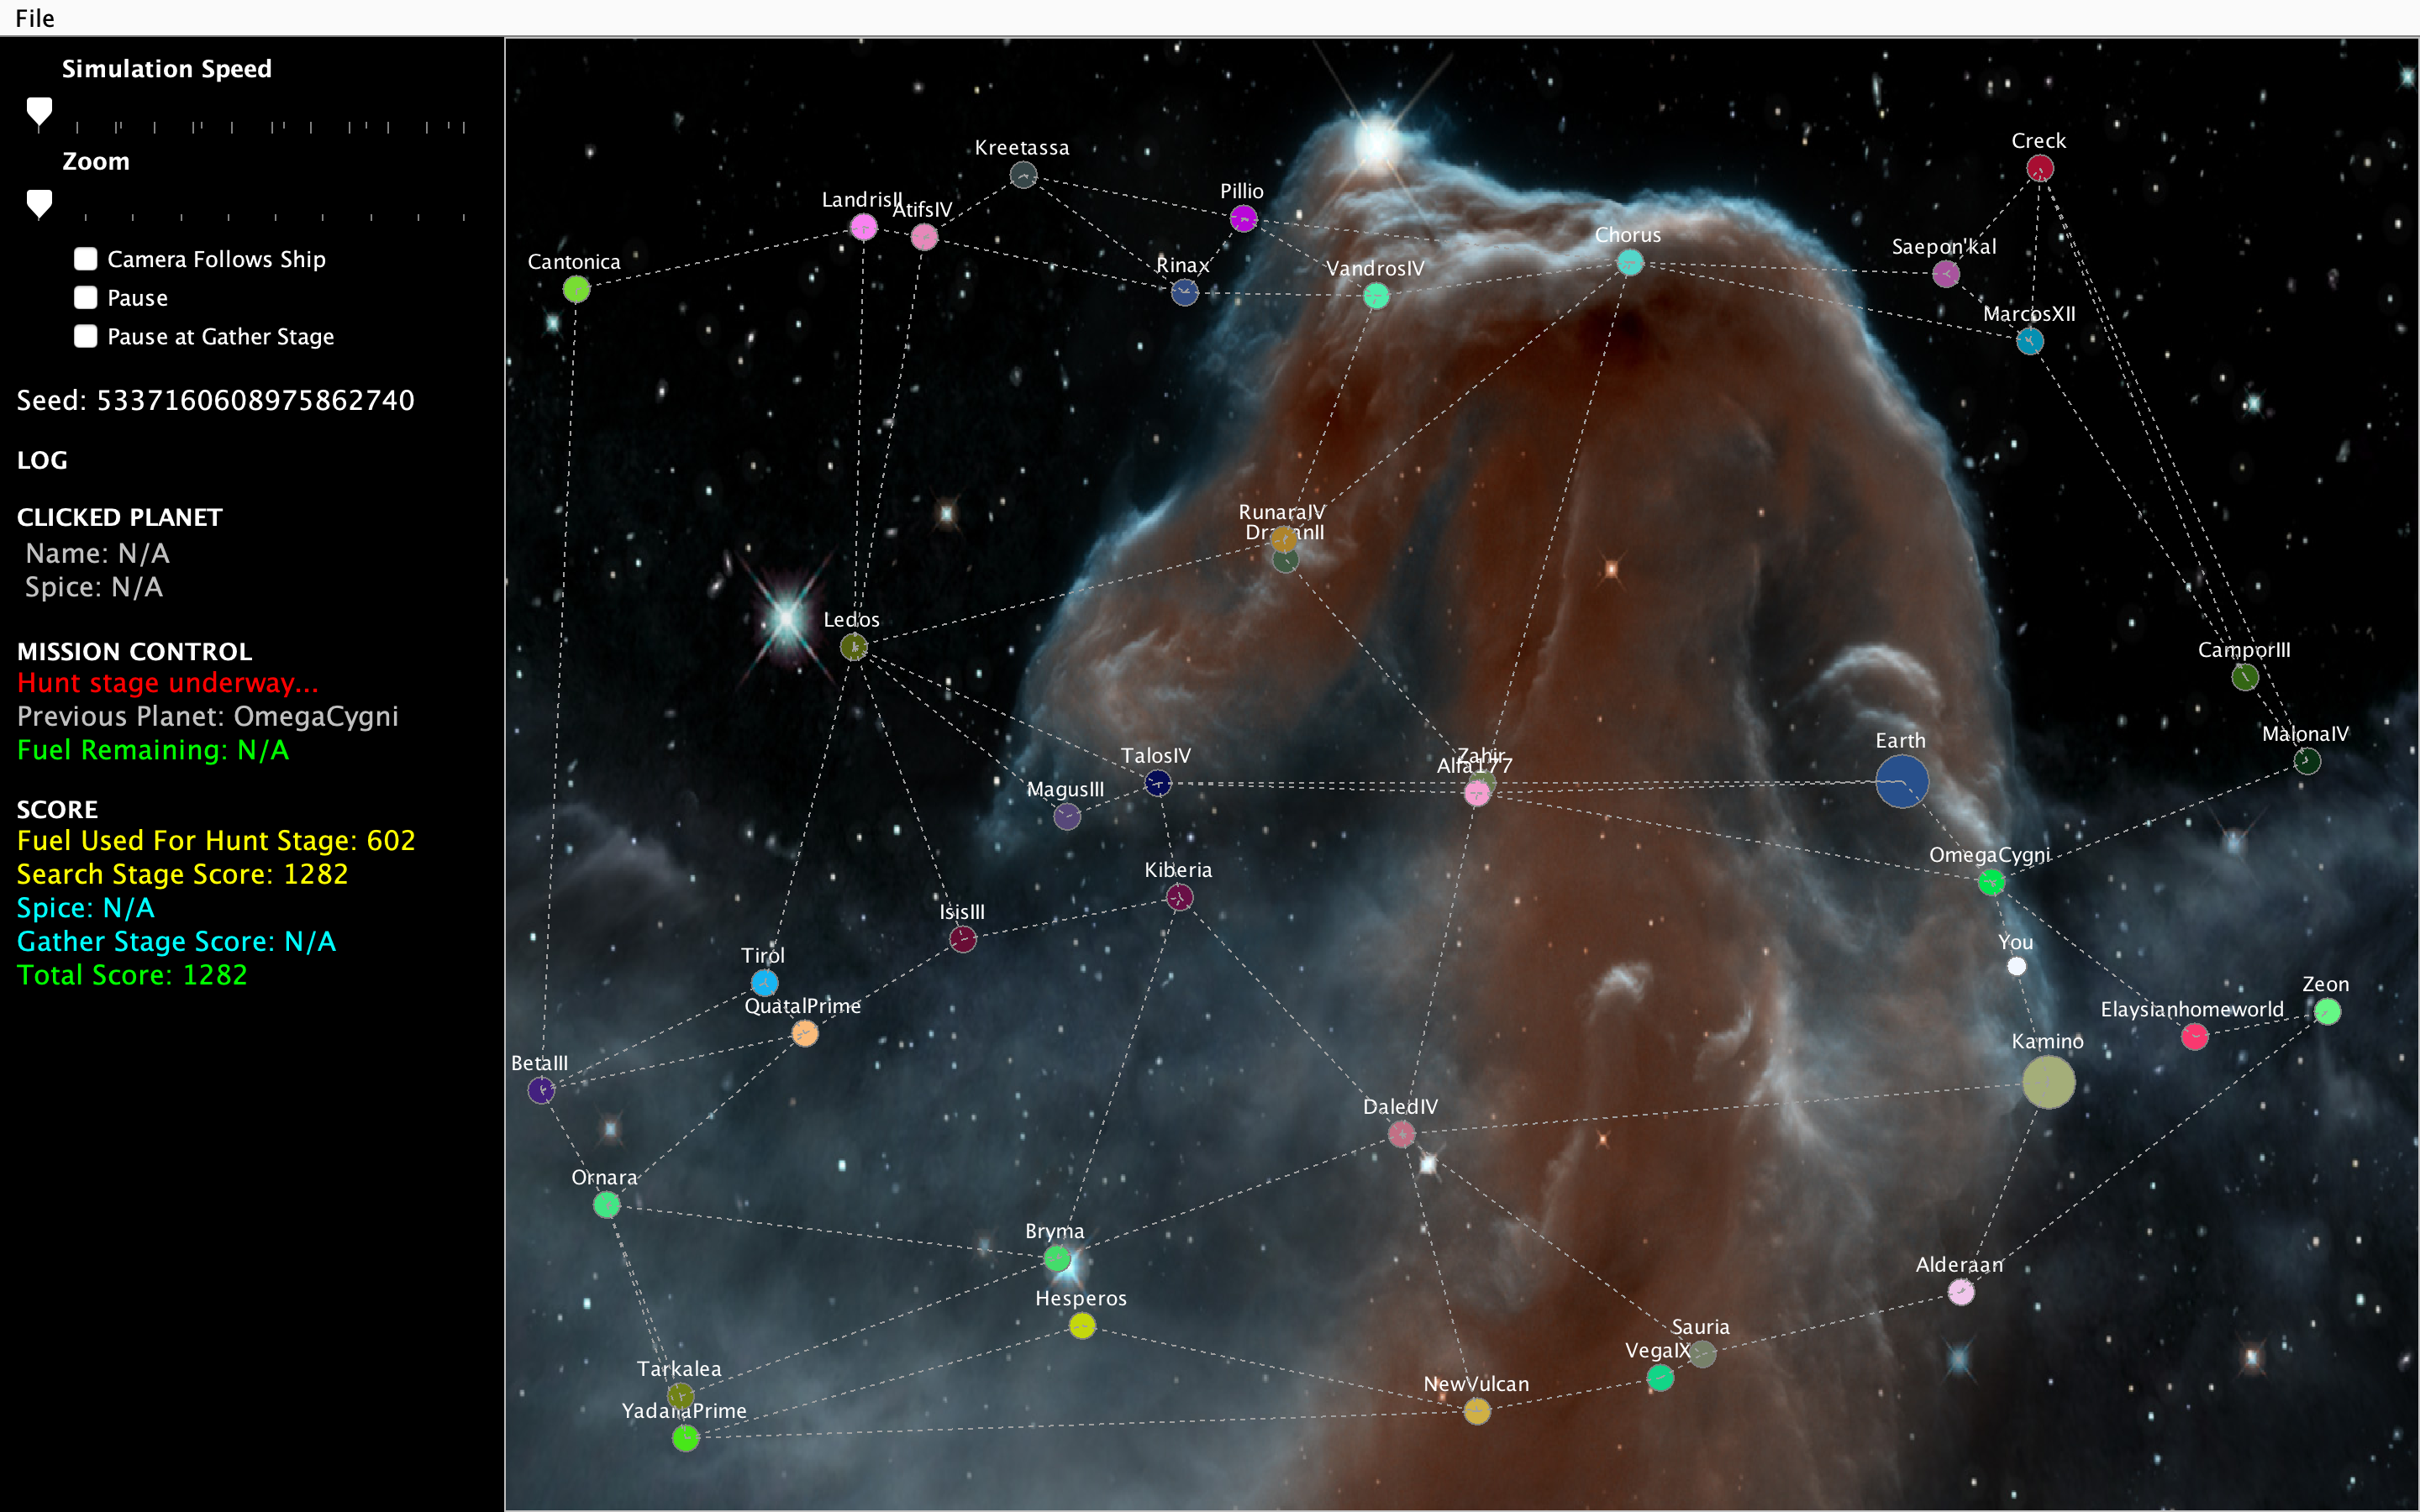 File
Simulation Speed
Zoom
Camera Follows Ship
Pause
Pause at Gather Stage
Seed: 5337160608975862740
LOG
CLICKED PLANET
Name: N/A
Spice: N/A
MISSION CONTROL
Hunt stage underway...
Previous Planet: OmegaCygni
Fuel Remaining: N/A
SCORE
Fuel Used For Hunt Stage: 602
Search Stage Score: 1282
Spice: N/A
Gather Stage Score: N/A
Total Score: 1282
Creck
Kreetassa
Pillio
LandrisII
AtifsIV
Chorus
Saepon'kal
Cantonica
Rinax
VandrosIV
MarcosXII
RunaraIV
Ledos
CamporIII
MalonaIV
Earth
TalosIV
Zahir
Alfa177
MagusIII
OmegaCygni
Kiberia
IsisIII
You
Tirol
Zeon
QuatalPrime
Elaysianhomeworld
Kamino
BetaIII
DaledIV
Ornara
Bryma
Alderaan
Hesperos
Sauria
VegaIX
Tarkalea
NewVulcan
YadanaPrime